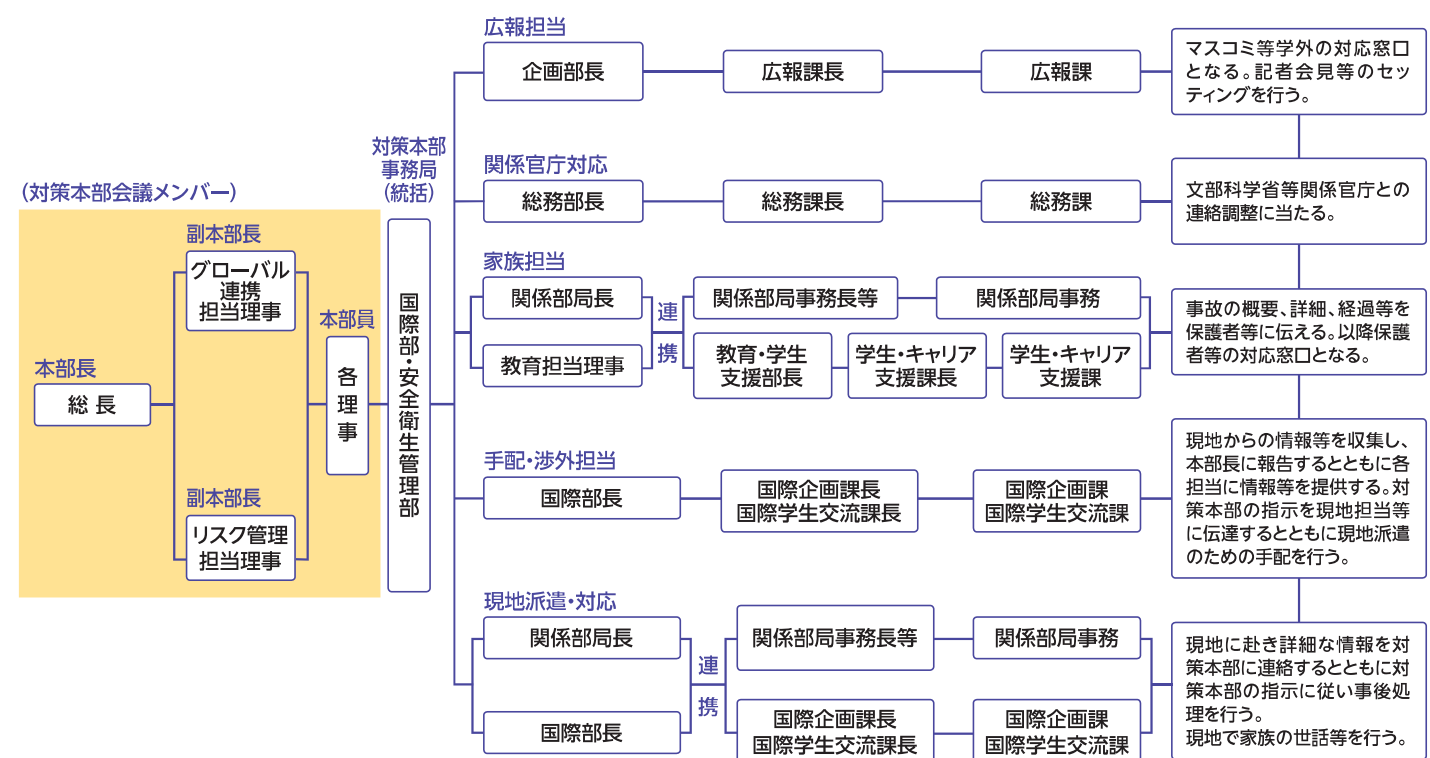 (対策本部会議メンバー)
本部長
総 長
副本部長
グローバル
連携
担当理事
副本部長
リスク管理
担当理事
本部員
各理事
対策本部
事務局
(統括)
国際部・安全衛生管理部
広報担当
企画部長
広報課長
広報課
マスコミ等学外の対応窓口
となる。記者会見等のセッ
ティングを行う。
関係官庁対応
総務部長
総務課長
総務課
文部科学省等関係官庁との
連絡調整に当たる。
家族担当
関係部局長
教育担当理事
連
携
関係部局事務長等
関係部局事務
教育・学生
支援部長
学生・キャリア
支援課長
学生・キャリア
支援課
事故の概要、詳細、経過等を
保護者等に伝える。以降保護
者等の対応窓口となる。
手配・渉外担当
国際部長
国際企画課長
国際学生交流課長
国際企画課
国際学生交流課
現地からの情報等を収集し、
本部長に報告するとともに各
担当に情報等を提供する。対
策本部の指示を現地担当等
に伝達するとともに現地派遣
のための手配を行う。
現地派遣・対応
関係部局長
国際部長
連
携
関係部局事務長等
関係部局事務
国際企画課長
国際学生交流課長
国際企画課
国際学生交流課
現地に赴き詳細な情報を対
策本部に連絡するとともに対
策本部の指示に従い事後処
理を行う。
現地で家族の世話等を行う。